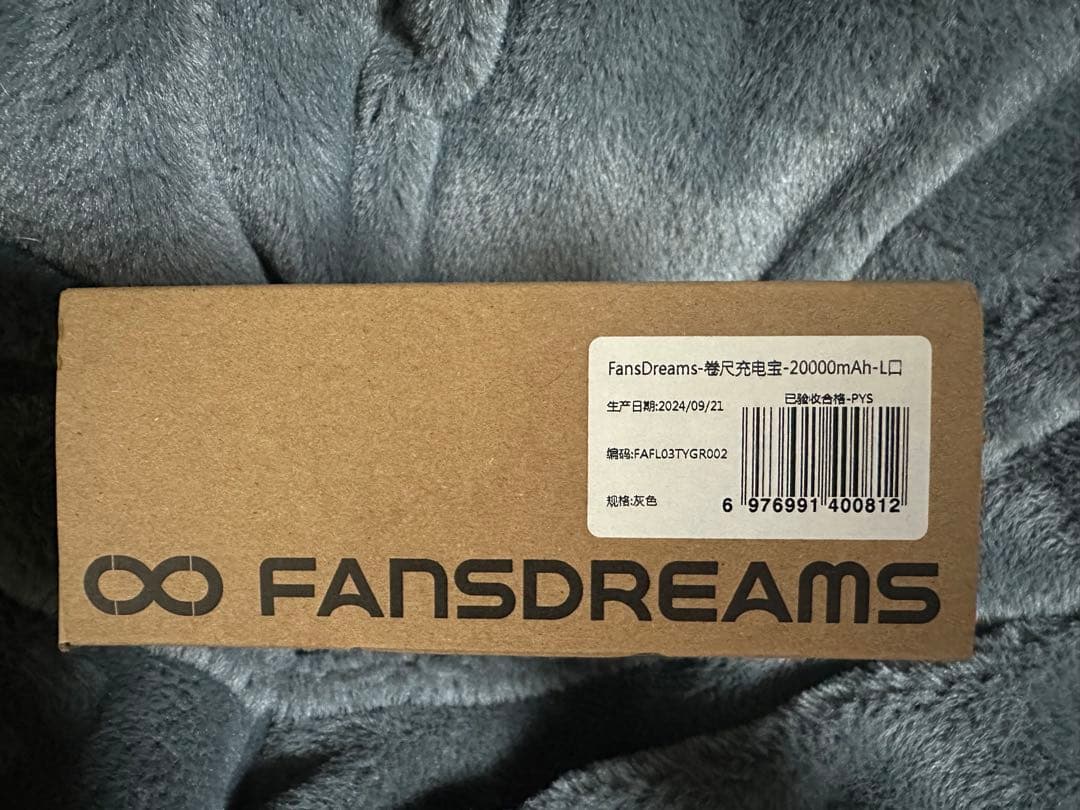 FansDreams-卷尺充电宝-20000mAh-L口
已验收合格-PYS
生产日期:2024/09/21
编码:FAFL03TYGR002
规格:灰色
6 976991 400812
FANSDREAMS